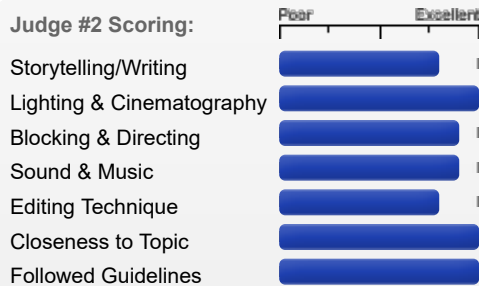 Judge #2 Scoring:
Poor Excellent
Storytelling/Writing
Lighting & Cinematography
Blocking & Directing
Sound & Music
Editing Technique
Closeness to Topic
Followed Guidelines